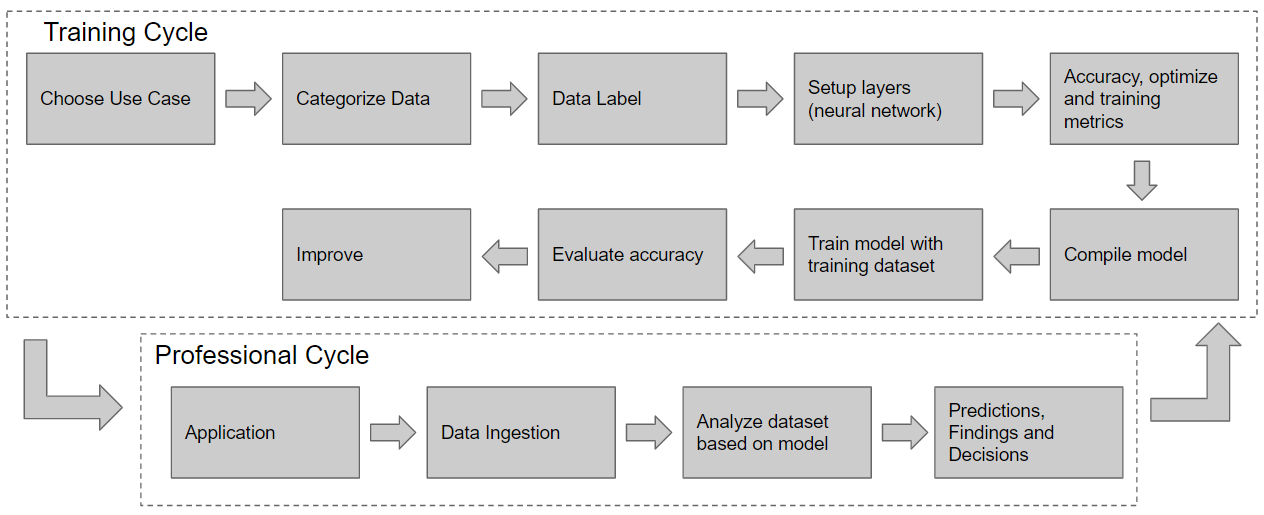 Training Cycle
Choose Use Case
Categorize Data
Data Label
Setup layers
(neural network)
Accuracy, optimize
and training
metrics
Improve
Evaluate accuracy
Train model with
training dataset
Compile model
Professional Cycle
Application
Data Ingestion
Analyze dataset
based on model
Predictions,
Findings and
Decisions